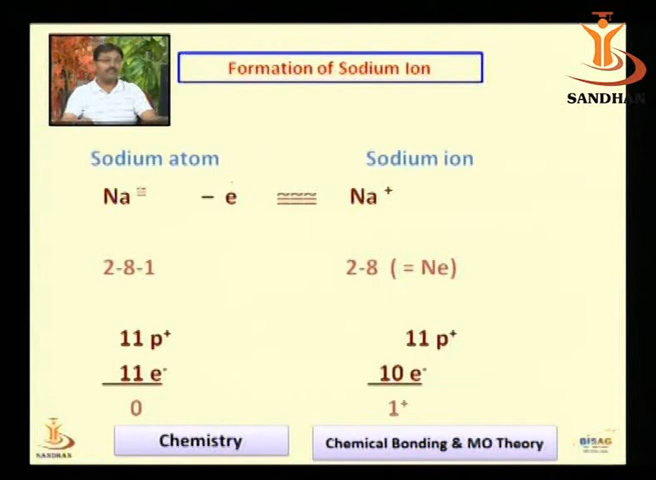 SANDHAN
Formation of Sodium Ion
Sodium atom Sodium ion
Na – e Na⁺
2-8-1 2-8 ( = Ne)
11 p⁺ 11 p⁺
11 e⁻ 10 e⁻
0 1⁺
SANDHAN
Chemistry
Chemical Bonding & MO Theory
BISAG